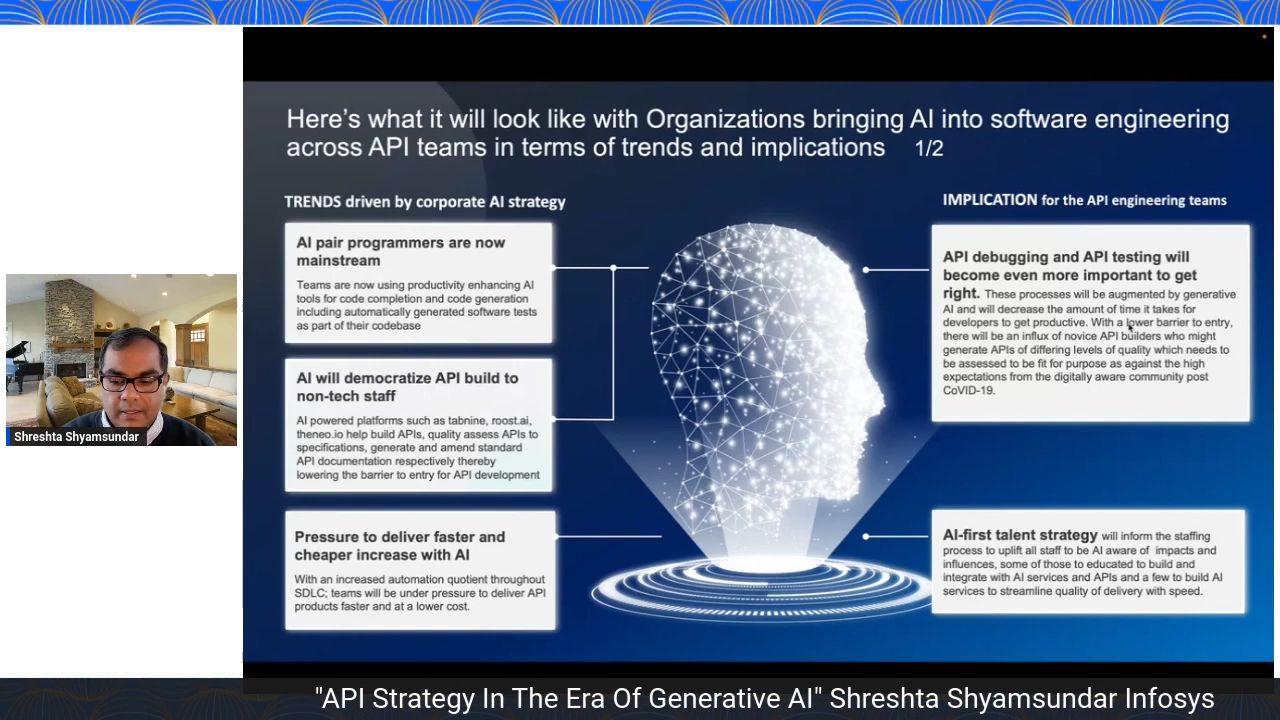 Here's what it will look like with Organizations bringing AI into software engineering
across API teams in terms of trends and implications 1/2
TRENDS driven by corporate AI strategy
AI pair programmers are now
mainstream
Teams are now using productivity enhancing AI
tools for code completion and code generation
including automatically generated software tests
as part of their codebase
AI will democratize API build to
non-tech staff
AI powered platforms such as tabnine, roost.ai,
theneo.io help build APIs, quality assess APIs to
specifications, generate and amend standard
API documentation respectively thereby
lowering the barrier to entry for API development
Pressure to deliver faster and
cheaper increase with AI
With an increased automation quotient throughout
SDLC; teams will be under pressure to deliver API
products faster and at a lower cost.
IMPLICATION for the API engineering teams
API debugging and API testing will
become even more important to get
right. These processes will be augmented by generative
AI and will decrease the amount of time it takes for
developers to get productive. With a lower barrier to entry,
there will be an influx of novice API builders who might
generate APIs of differing levels of quality which needs to
be assessed to be fit for purpose as against the high
expectations from the digitally aware community post
CoVID-19.
AI-first talent strategy will inform the staffing
process to uplift all staff to be AI aware of impacts and
influences, some of those to educated to build and
integrate with AI services and APIs and a few to build AI
services to streamline quality of delivery with speed.
Shreshta Shyamsundar
"API Strategy In The Era Of Generative AI" Shreshta Shyamsundar Infosys